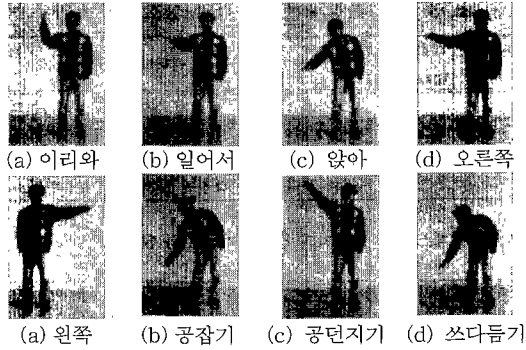 (a) 이리와 (b) 일어서 (c) 앉아 (d) 오른쪽
(a) 왼쪽 (b) 공잡기 (c) 공던지기 (d) 쓰다듬기